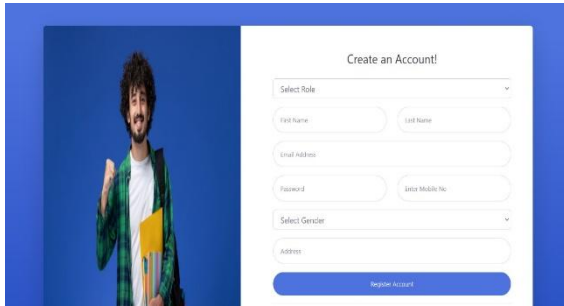 Create an Account!
Select Role
First Name
Last Name
Email Address
Password
Enter Mobile No
Select Gender
Address
Register Account